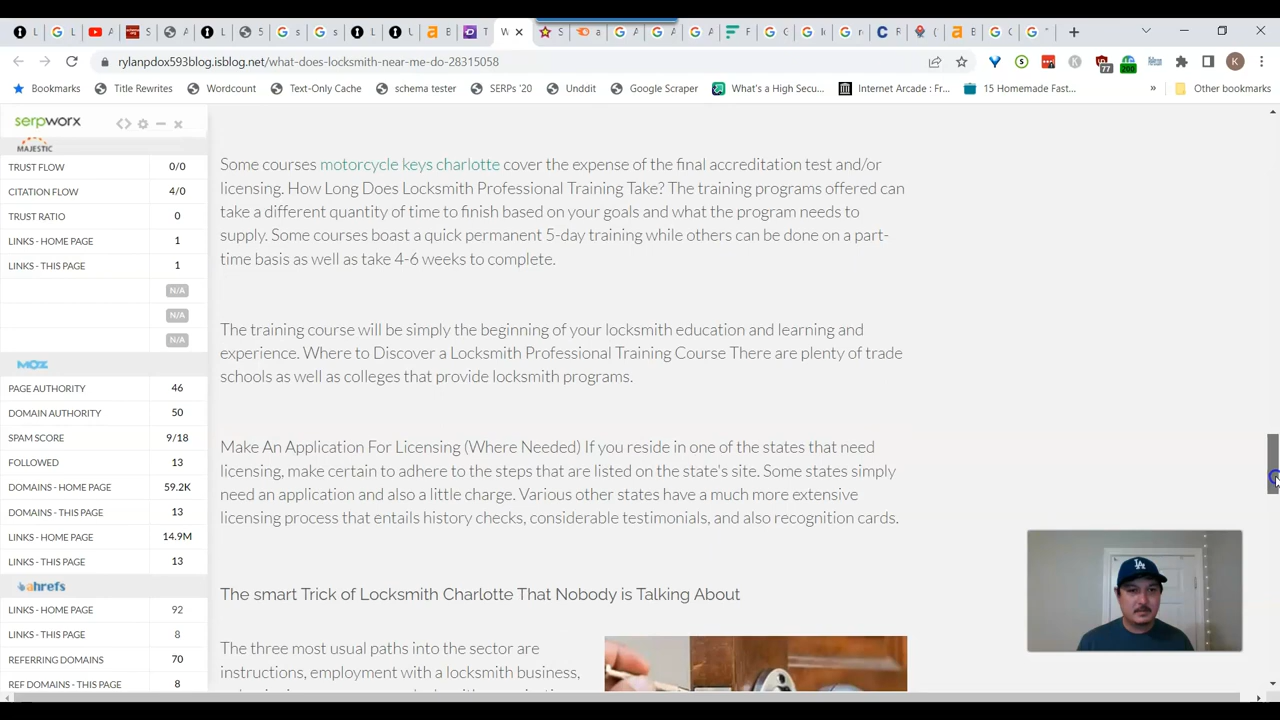 rylanpdox593blog.isblog.net/what-does-locksmith-near-me-do-28315058
Bookmarks Title Rewrites Wordcount Text-Only Cache schema tester SERPs '20 Unddit Google Scraper What's a High Secu... Internet Arcade : Fr... 15 Homemade Fast... » Other bookmarks
serpworx
MAJESTIC
TRUST FLOW 0/0
CITATION FLOW 4/0
TRUST RATIO 0
LINKS - HOME PAGE 1
LINKS - THIS PAGE 1
N/A
N/A
N/A
MOZ
PAGE AUTHORITY 46
DOMAIN AUTHORITY 50
SPAM SCORE 9/18
FOLLOWED 13
DOMAINS - HOME PAGE 59.2K
DOMAINS - THIS PAGE 13
LINKS - HOME PAGE 14.9M
LINKS - THIS PAGE 13
ahrefs
LINKS - HOME PAGE 92
LINKS - THIS PAGE 8
REFERRING DOMAINS 70
REF DOMAINS - THIS PAGE 8
Some courses motorcycle keys charlotte cover the expense of the final accreditation test and/or
licensing. How Long Does Locksmith Professional Training Take? The training programs offered can
take a different quantity of time to finish based on your goals and what the program needs to
supply. Some courses boast a quick permanent 5-day training while others can be done on a part-
time basis as well as take 4-6 weeks to complete.
The training course will be simply the beginning of your locksmith education and learning and
experience. Where to Discover a Locksmith Professional Training Course There are plenty of trade
schools as well as colleges that provide locksmith programs.
Make An Application For Licensing (Where Needed) If you reside in one of the states that need
licensing, make certain to adhere to the steps that are listed on the state's site. Some states simply
need an application and also a little charge. Various other states have a much more extensive
licensing process that entails history checks, considerable testimonials, and also recognition cards.
The smart Trick of Locksmith Charlotte That Nobody is Talking About
The three most usual paths into the sector are
instructions, employment with a locksmith business,